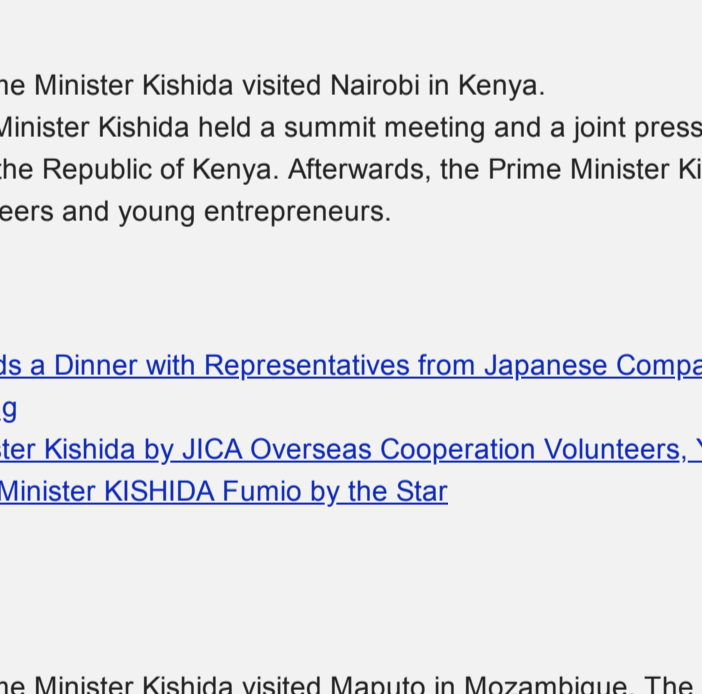 Minister Kishida visited Nairobi in Kenya.
Minister Kishida held a summit meeting and a joint press
the Republic of Kenya. Afterwards, the Prime Minister Ki
eers and young entrepreneurs.
ds a Dinner with Representatives from Japanese Compa
g
ter Kishida by JICA Overseas Cooperation Volunteers,
Minister KISHIDA Fumio by the Star
me Minister Kishida visited Maputo in Mozambique. The